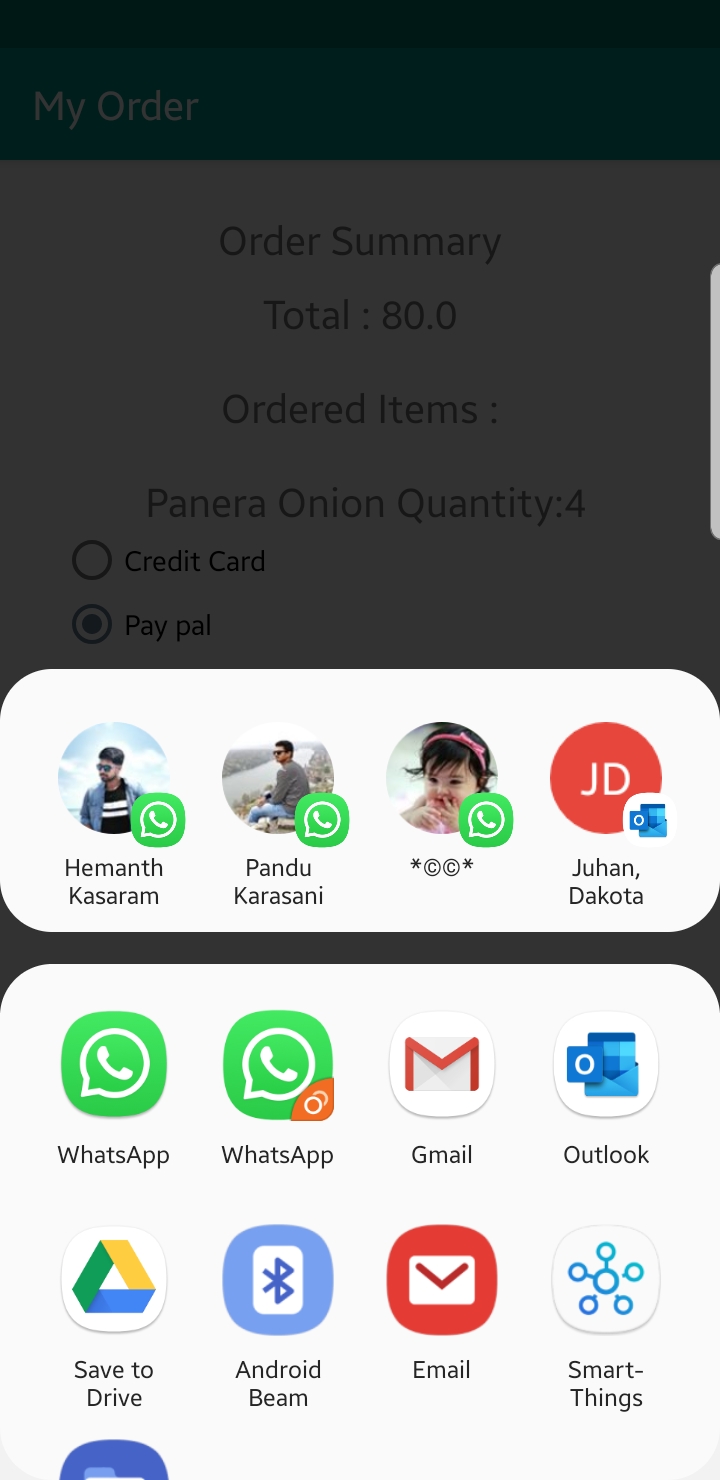 My Order
Order Summary
Total : 80.0
Ordered Items :
Panera Onion Quantity:4
Credit Card
Pay pal
JD
Hemanth
Kasaram
Pandu
Karasani
*©©*
Juhan,
Dakota
WhatsApp
WhatsApp
Gmail
Outlook
Save to
Drive
Android
Beam
Email
Smart-
Things